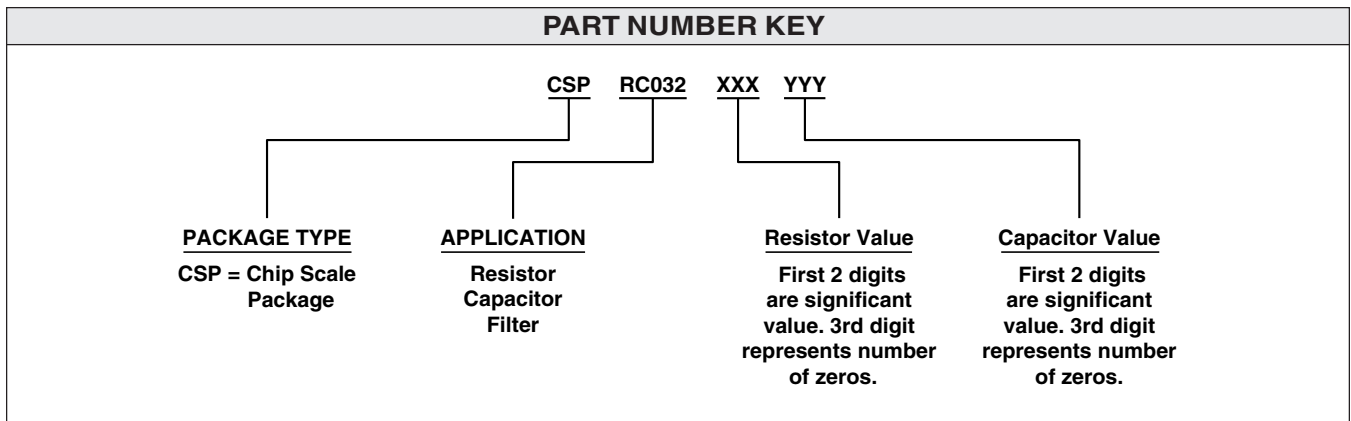 PART NUMBER KEY
CSP RC032 XXX YYY
PACKAGE TYPE
CSP = Chip Scale
Package
APPLICATION
Resistor
Capacitor
Filter
Resistor Value
First 2 digits
are significant
value. 3rd digit
represents number
of zeros.
Capacitor Value
First 2 digits
are significant
value. 3rd digit
represents number
of zeros.